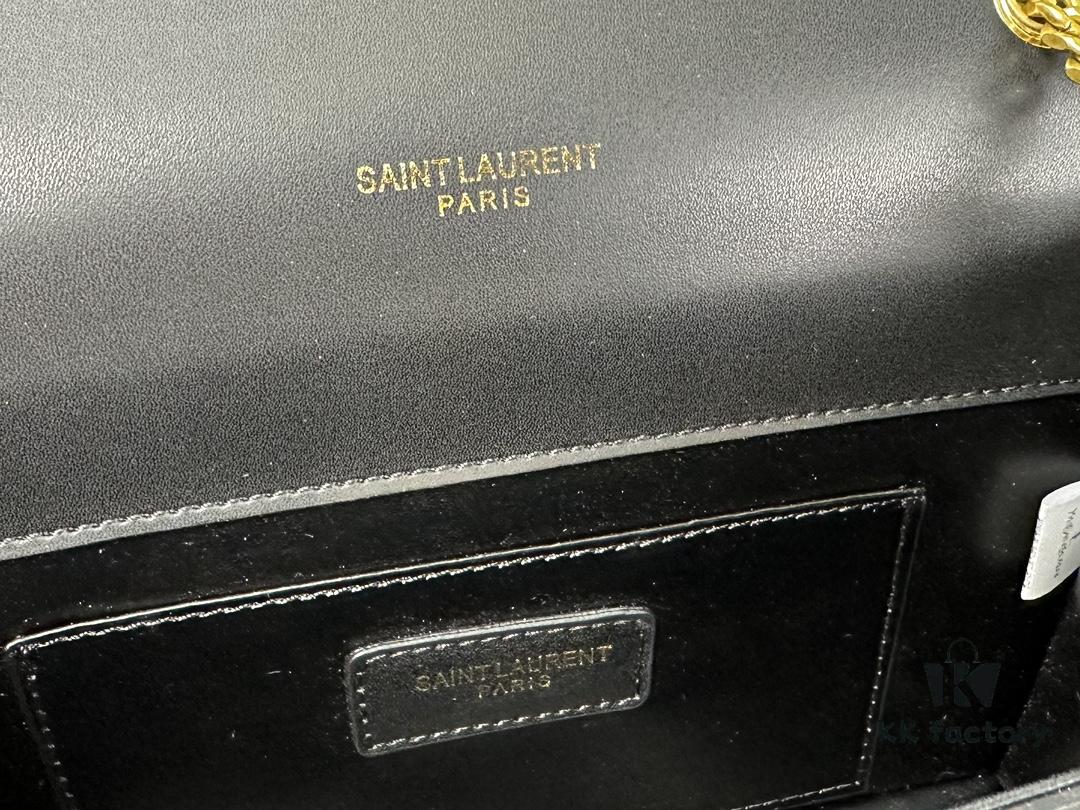 SAINT LAURENT
PARIS
SAINT LAURENT
PARIS
KK factory